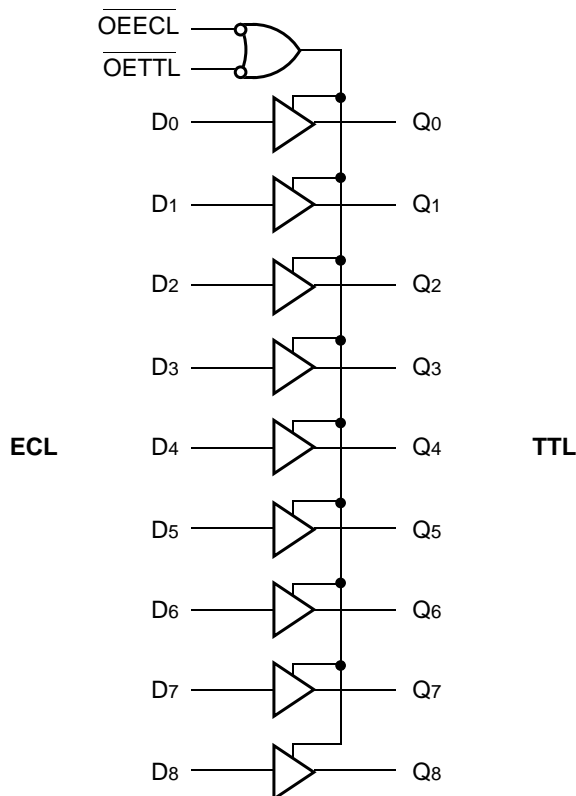 OEECL
OETTL
D0 Q0
D1 Q1
D2 Q2
D3 Q3
ECL D4 Q4 TTL
D5 Q5
D6 Q6
D7 Q7
D8 Q8